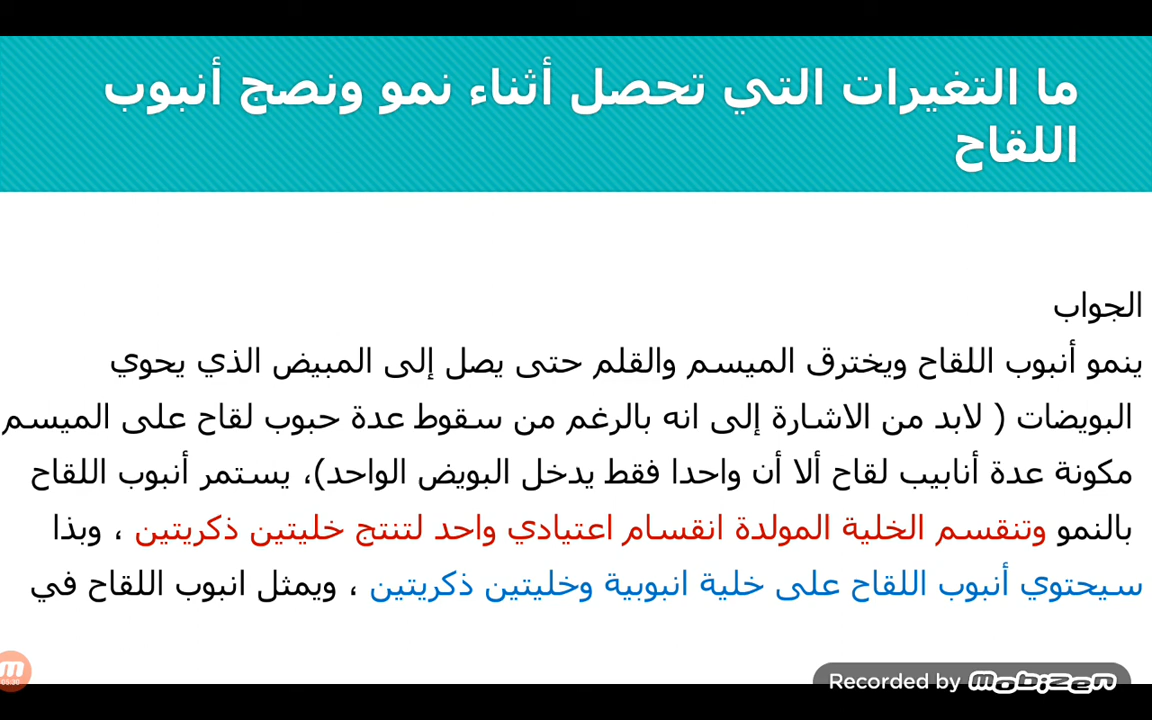 ما التغيرات التي تحصل أثناء نمو ونصج أنبوب
اللقاح
الجواب
ينمو أنبوب اللقاح ويخترق الميسم والقلم حتى يصل إلى المبيض الذي يحوي
البويضات ( لابد من الاشارة إلى انه بالرغم من سقوط عدة حبوب لقاح على الميسم
مكونة عدة أنابيب لقاح ألا أن واحدا فقط يدخل البويض الواحد)، يستمر أنبوب اللقاح
بالنمو وتنقسم الخلية المولدة انقسام اعتيادي واحد لتنتج خليتين ذكريتين ، وبذا
سيحتوي أنبوب اللقاح على خلية انبوبية وخليتين ذكريتين ، ويمثل انبوب اللقاح في
05:30
Recorded by mobizen